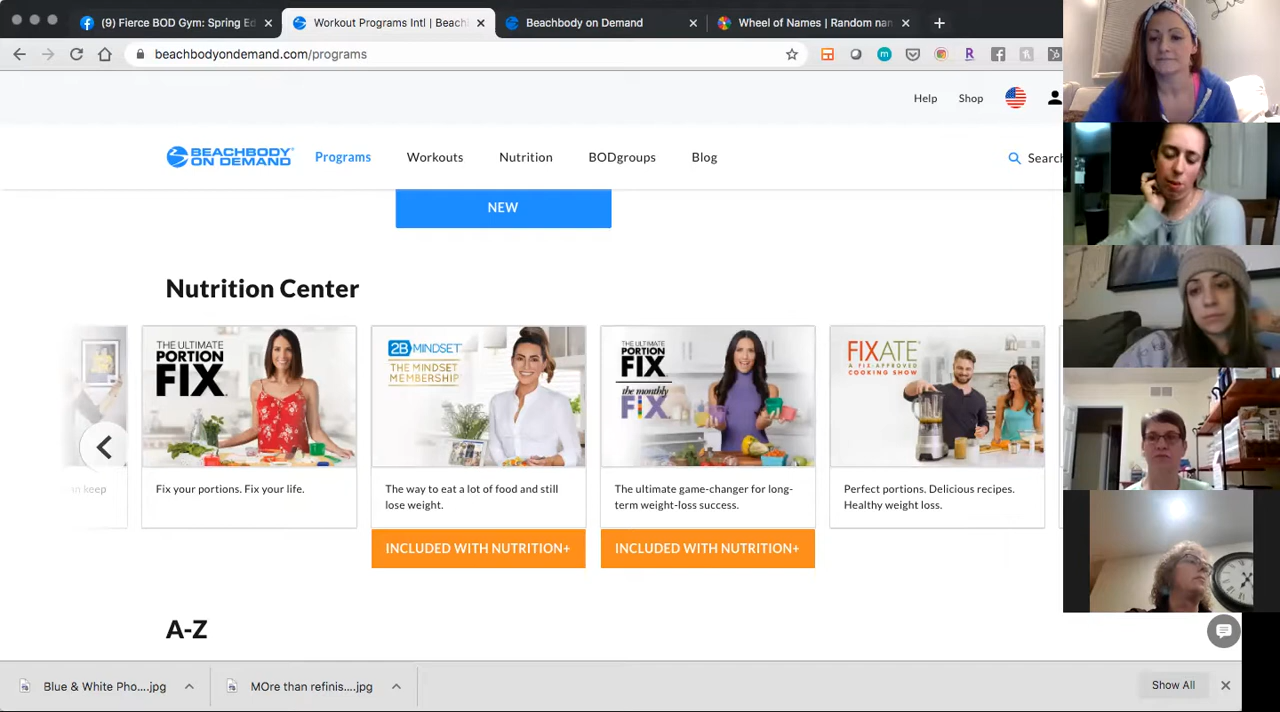 (9) Fierce BOD Gym: Spring Ed
Workout Programs Intl | Beach
Beachbody on Demand
Wheel of Names | Random nan
beachbodyondemand.com/programs
Help
Shop
BEACHBODY
ON DEMAND
Programs
Workouts
Nutrition
BODgroups
Blog
Search
NEW
Nutrition Center
THE ULTIMATE
PORTION
FIX
2B MINDSET
THE MINDSET
MEMBERSHIP
THE ULTIMATE
PORTION
FIX
the monthly
FIX
FIXATE
A FIX-APPROVED
COOKING SHOW
an keep
Fix your portions. Fix your life.
The way to eat a lot of food and still
lose weight.
The ultimate game-changer for long-
term weight-loss success.
Perfect portions. Delicious recipes.
Healthy weight loss.
INCLUDED WITH NUTRITION+
INCLUDED WITH NUTRITION+
A-Z
Blue & White Pho....jpg
MOre than refinis....jpg
Show All